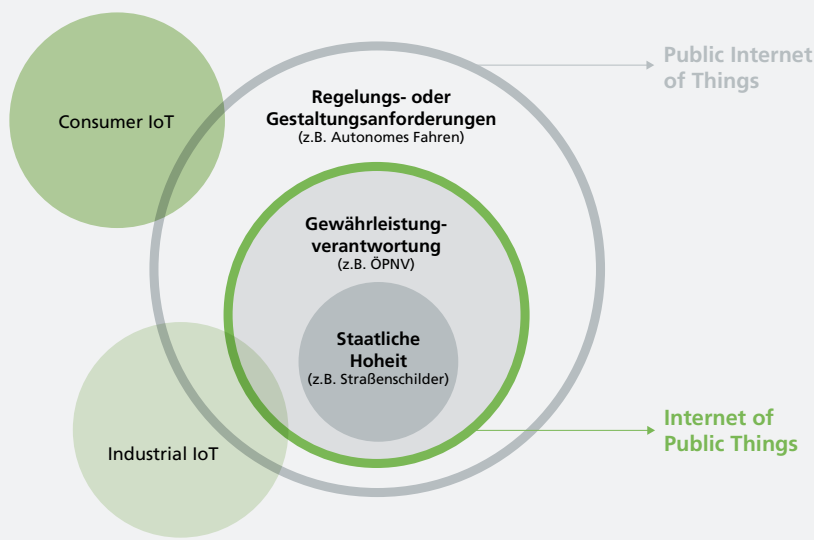 Public Internet
of Things
Regelungs- oder
Gestaltungsanforderungen
(z.B. Autonomes Fahren)
Consumer IoT
Gewährleistung-
verantwortung
(z.B. ÖPNV)
Staatliche
Hoheit
(z.B. Straßenschilder)
Internet of
Public Things
Industrial IoT